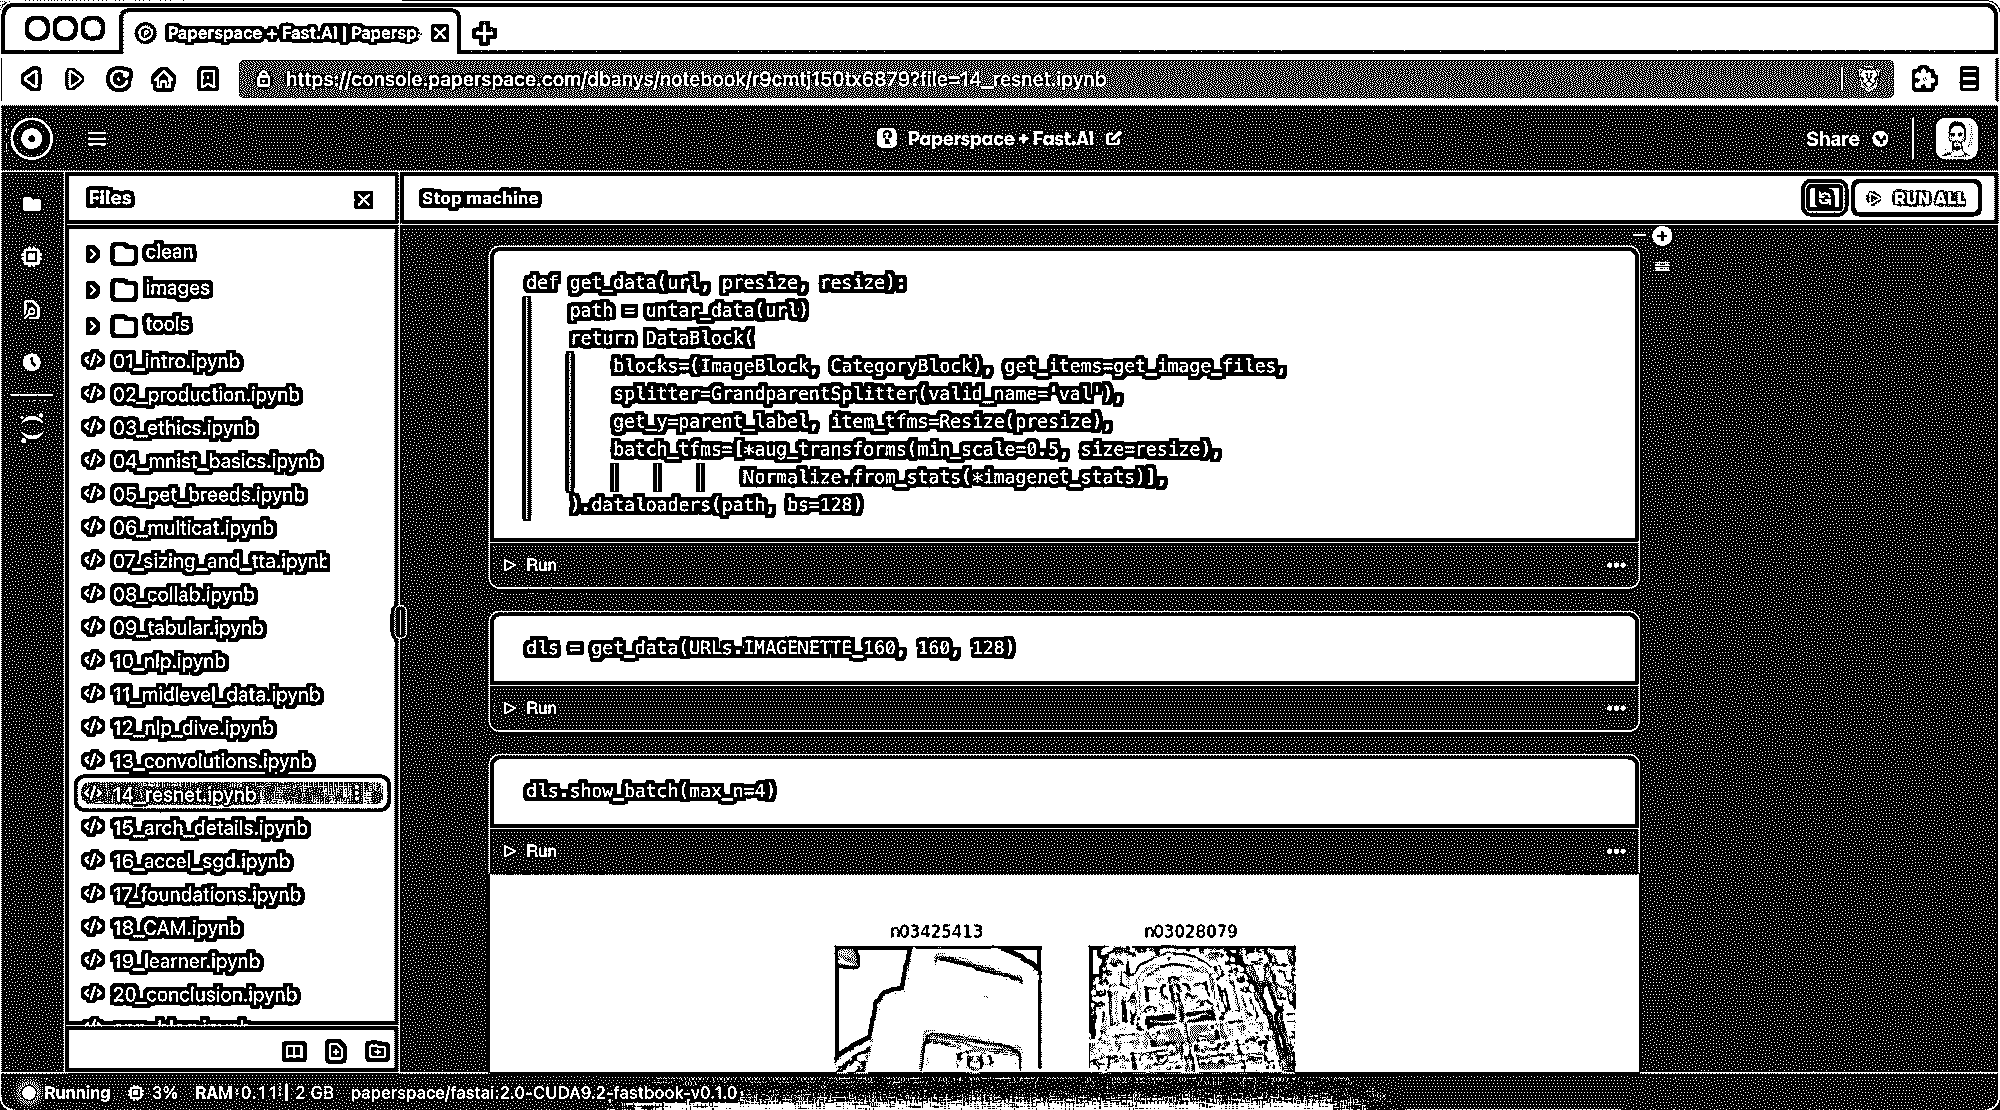 Paperspace + Fast.AI | Papersp
https://console.paperspace.com/dbanys/notebook/r9cmtj150tx6879?file=14_resnet.ipynb
Paperspace + Fast.AI
Share
Files
Stop machine
RUN ALL
clean
images
tools
01_intro.ipynb
02_production.ipynb
03_ethics.ipynb
04_mnist_basics.ipynb
05_pet_breeds.ipynb
06_multicat.ipynb
07_sizing_and_tta.ipynb
08_collab.ipynb
09_tabular.ipynb
10_nlp.ipynb
11_midlevel_data.ipynb
12_nlp_dive.ipynb
13_convolutions.ipynb
14_resnet.ipynb
15_arch_details.ipynb
16_accel_sgd.ipynb
17_foundations.ipynb
18_CAM.ipynb
19_learner.ipynb
20_conclusion.ipynb
def get_data(url, presize, resize):
path = untar_data(url)
return DataBlock(
blocks=(ImageBlock, CategoryBlock), get_items=get_image_files,
splitter=GrandparentSplitter(valid_name='val'),
get_y=parent_label, item_tfms=Resize(presize),
batch_tfms=[*aug_transforms(min_scale=0.5, size=resize),
Normalize.from_stats(*imagenet_stats)],
).dataloaders(path, bs=128)
Run
dls = get_data(URLs.IMAGENETTE_160, 160, 128)
Run
dls.show_batch(max_n=4)
Run
n03425413
n03028079
Running
3%
RAM: 0.11 | 2 GB
paperspace/fastai:2.0-CUDA9.2-fastbook-v0.1.0